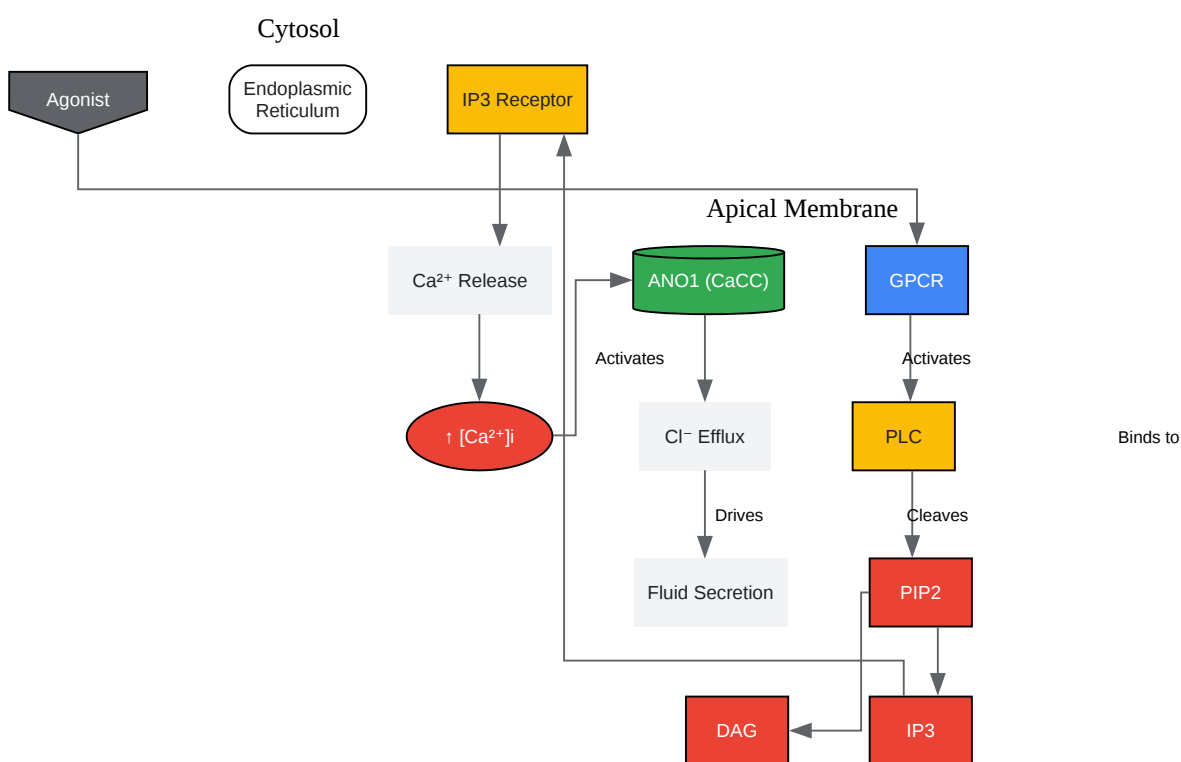 Cytosol
Agonist
Endoplasmic
Reticulum
IP3 Receptor
Apical Membrane
Ca²⁺ Release
ANO1 (CaCC)
GPCR
Activates
Activates
↑ [Ca²⁺]i
Cl⁻ Efflux
PLC
Binds to
Drives
Cleaves
Fluid Secretion
PIP2
DAG
IP3